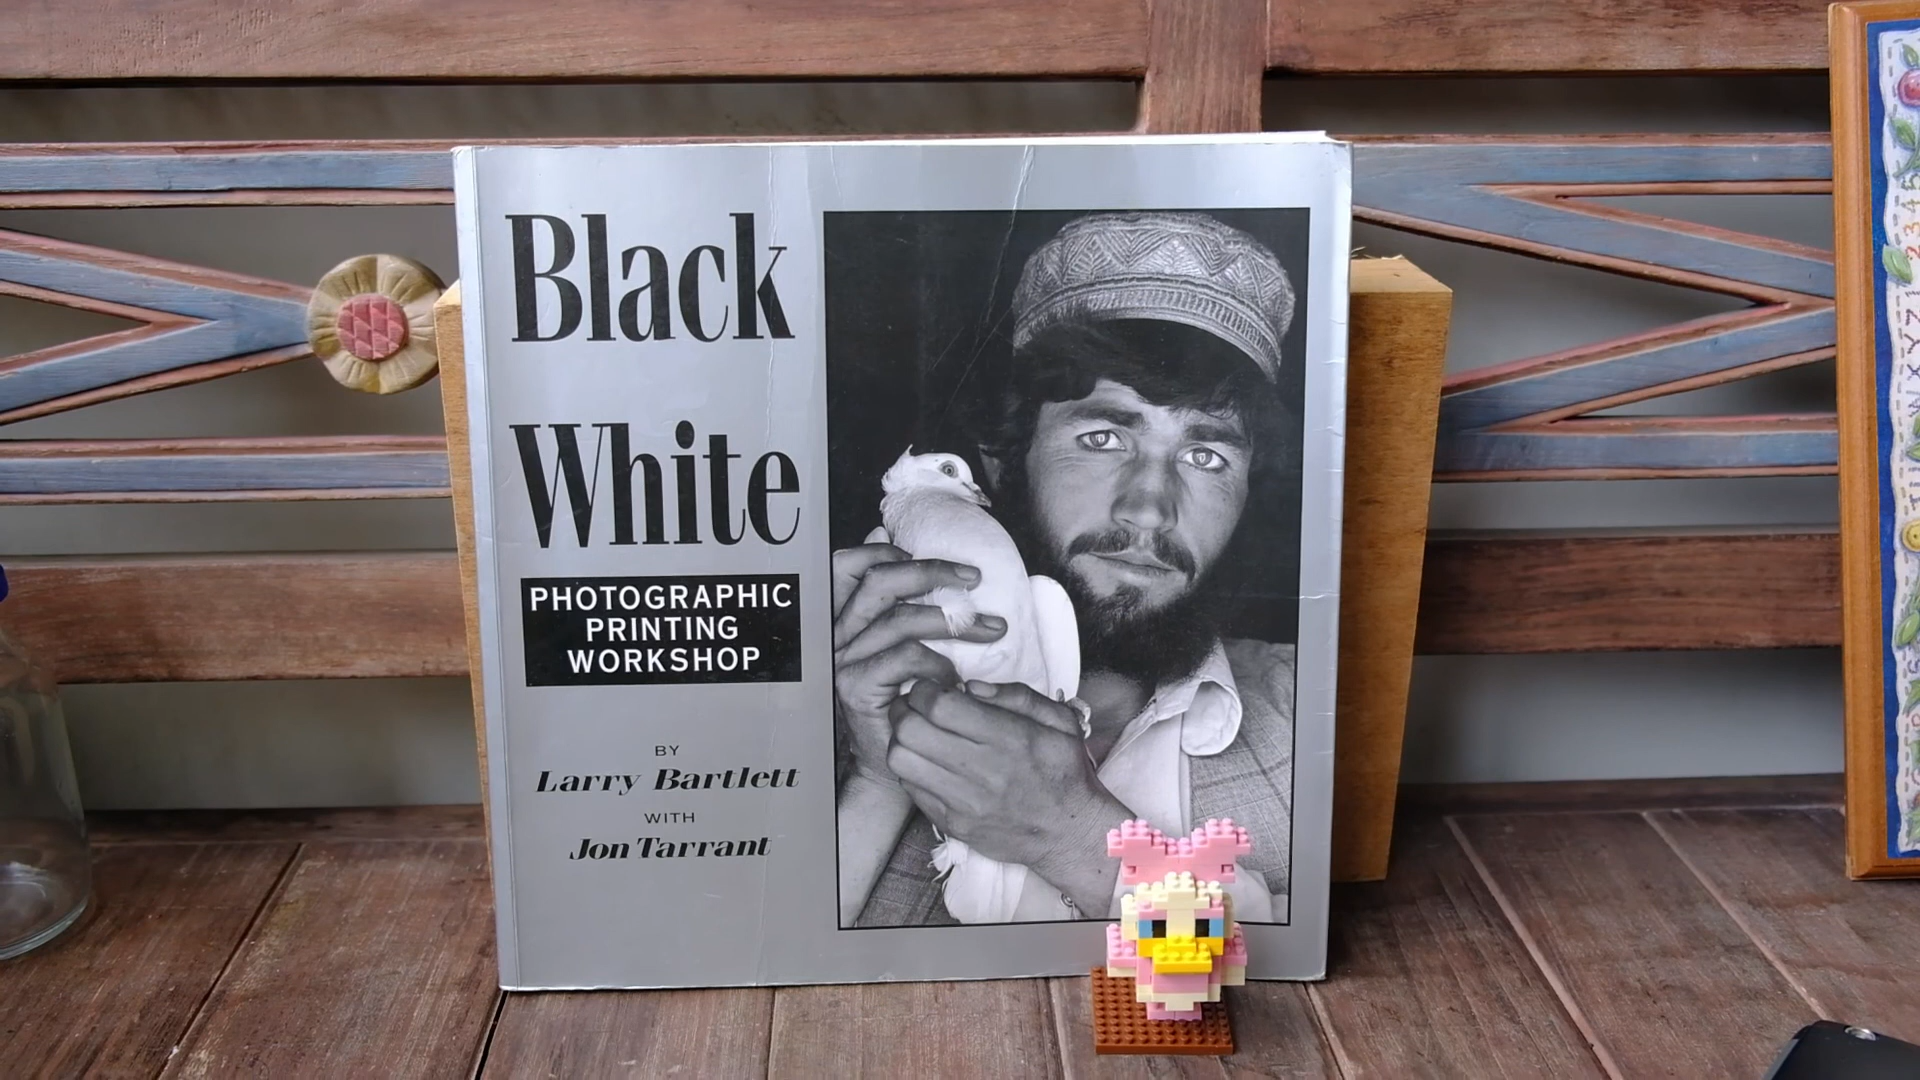 Black
White
PHOTOGRAPHIC
PRINTING
WORKSHOP
BY
Larry Bartlett
WITH
Jon Tarrant